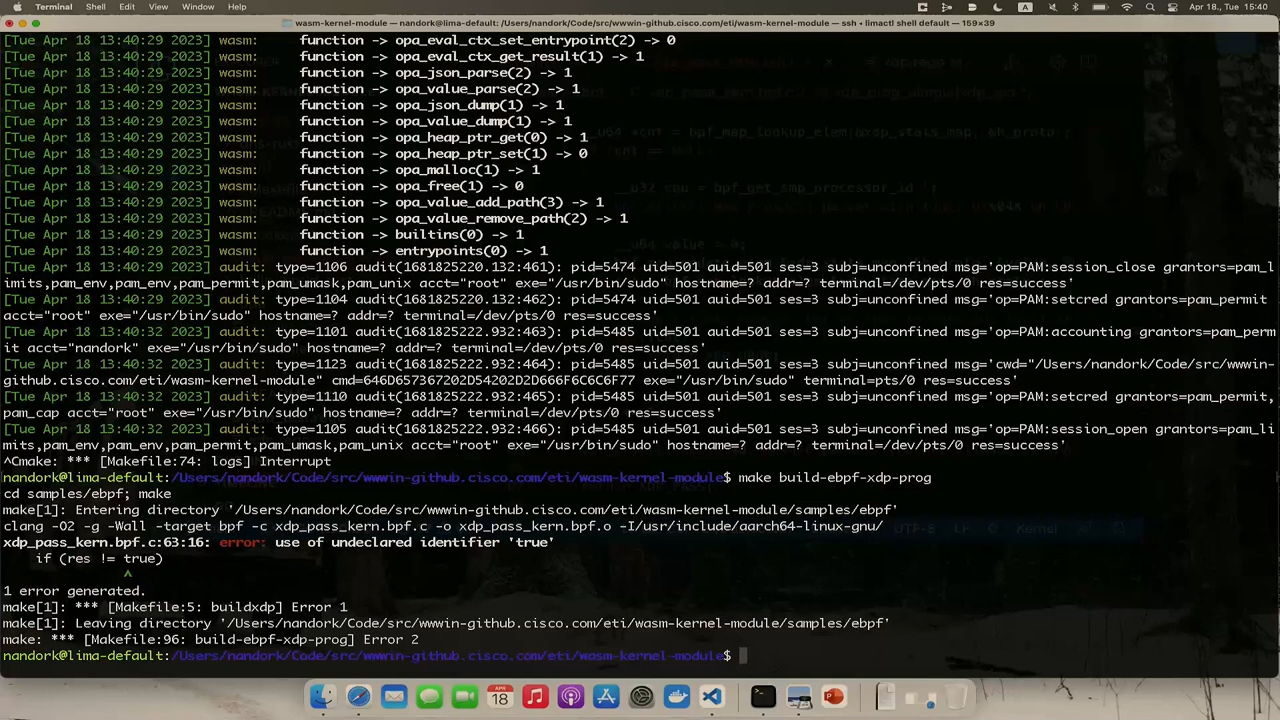 Terminal Shell Edit View Window Help A Apr 18., Tue 15:40
wasm-kernel-module — nandork@lima-default: /Users/nandork/Code/src/wwwin-github.cisco.com/eti/wasm-kernel-module — ssh ‹ limactl shell default — 159×39
[Tue Apr 18 13:40:29 2023] wasm:     function -> opa_eval_ctx_set_entrypoint(2) -> 0
[Tue Apr 18 13:40:29 2023] wasm:     function -> opa_eval_ctx_get_result(1) -> 1
[Tue Apr 18 13:40:29 2023] wasm:     function -> opa_json_parse(2) -> 1
[Tue Apr 18 13:40:29 2023] wasm:     function -> opa_value_parse(2) -> 1
[Tue Apr 18 13:40:29 2023] wasm:     function -> opa_json_dump(1) -> 1
[Tue Apr 18 13:40:29 2023] wasm:     function -> opa_value_dump(1) -> 1
[Tue Apr 18 13:40:29 2023] wasm:     function -> opa_heap_ptr_get(0) -> 1
[Tue Apr 18 13:40:29 2023] wasm:     function -> opa_heap_ptr_set(1) -> 0
[Tue Apr 18 13:40:29 2023] wasm:     function -> opa_malloc(1) -> 1
[Tue Apr 18 13:40:29 2023] wasm:     function -> opa_free(1) -> 0
[Tue Apr 18 13:40:29 2023] wasm:     function -> opa_value_add_path(3) -> 1
[Tue Apr 18 13:40:29 2023] wasm:     function -> opa_value_remove_path(2) -> 1
[Tue Apr 18 13:40:29 2023] wasm:     function -> builtins(0) -> 1
[Tue Apr 18 13:40:29 2023] wasm:     function -> entrypoints(0) -> 1
[Tue Apr 18 13:40:29 2023] audit: type=1106 audit(1681825220.132:461): pid=5474 uid=501 auid=501 ses=3 subj=unconfined msg='op=PAM:session_close grantors=pam_l
imits,pam_env,pam_env,pam_permit,pam_umask,pam_unix acct="root" exe="/usr/bin/sudo" hostname=? addr=? terminal=/dev/pts/0 res=success'
[Tue Apr 18 13:40:29 2023] audit: type=1104 audit(1681825220.132:462): pid=5474 uid=501 auid=501 ses=3 subj=unconfined msg='op=PAM:setcred grantors=pam_permit
acct="root" exe="/usr/bin/sudo" hostname=? addr=? terminal=/dev/pts/0 res=success'
[Tue Apr 18 13:40:32 2023] audit: type=1101 audit(1681825222.932:463): pid=5485 uid=501 auid=501 ses=3 subj=unconfined msg='op=PAM:accounting grantors=pam_perm
it acct="nandork" exe="/usr/bin/sudo" hostname=? addr=? terminal=/dev/pts/0 res=success'
[Tue Apr 18 13:40:32 2023] audit: type=1123 audit(1681825222.932:464): pid=5485 uid=501 auid=501 ses=3 subj=unconfined msg='cwd="/Users/nandork/Code/src/wwwin-
github.cisco.com/eti/wasm-kernel-module" cmd=646D657367202D54202D2D666F6C6C6F77 exe="/usr/bin/sudo" terminal=pts/0 res=success'
[Tue Apr 18 13:40:32 2023] audit: type=1110 audit(1681825222.932:465): pid=5485 uid=501 auid=501 ses=3 subj=unconfined msg='op=PAM:setcred grantors=pam_permit,
pam_cap acct="root" exe="/usr/bin/sudo" hostname=? addr=? terminal=/dev/pts/0 res=success'
[Tue Apr 18 13:40:32 2023] audit: type=1105 audit(1681825222.932:466): pid=5485 uid=501 auid=501 ses=3 subj=unconfined msg='op=PAM:session_open grantors=pam_li
mits,pam_env,pam_env,pam_permit,pam_umask,pam_unix acct="root" exe="/usr/bin/sudo" hostname=? addr=? terminal=/dev/pts/0 res=success'
^Cmake: *** [Makefile:74: logs] Interrupt
nandork@lima-default:/Users/nandork/Code/src/wwwin-github.cisco.com/eti/wasm-kernel-module$ make build-ebpf-xdp-prog
cd samples/ebpf; make
make[1]: Entering directory '/Users/nandork/Code/src/wwwin-github.cisco.com/eti/wasm-kernel-module/samples/ebpf'
clang -O2 -g -Wall -target bpf -c xdp_pass_kern.bpf.c -o xdp_pass_kern.bpf.o -I/usr/include/aarch64-linux-gnu/
xdp_pass_kern.bpf.c:63:16: error: use of undeclared identifier 'true'
    if (res != true)
               ^
1 error generated.
make[1]: *** [Makefile:5: buildxdp] Error 1
make[1]: Leaving directory '/Users/nandork/Code/src/wwwin-github.cisco.com/eti/wasm-kernel-module/samples/ebpf'
make: *** [Makefile:96: build-ebpf-xdp-prog] Error 2
nandork@lima-default:/Users/nandork/Code/src/wwwin-github.cisco.com/eti/wasm-kernel-module$
APR
18